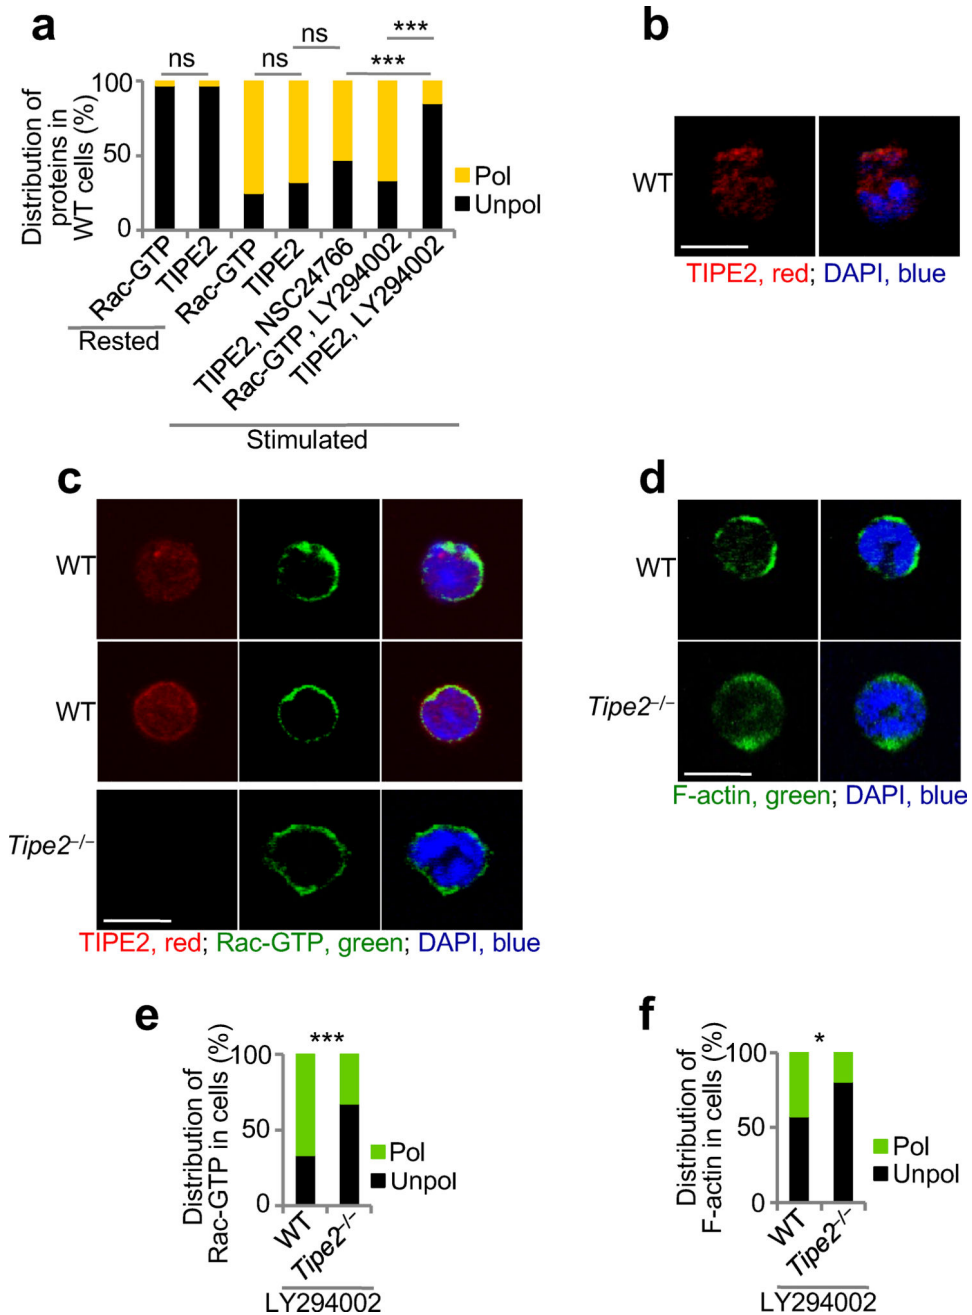 a
ns
ns
ns
***
***
Distribution of
proteins in
WT cells (%)
100
50
0
Pol
Unpol
Rac-GTP
TIPE2
Rac-GTP
TIPE2
TIPE2, NSC24766
Rac-GTP, LY294002
TIPE2, LY294002
Rested
Stimulated
b
WT
TIPE2, red; DAPI, blue
c
WT
WT
Tipe2–/–
TIPE2, red; Rac-GTP, green; DAPI, blue
d
WT
Tipe2–/–
F-actin, green; DAPI, blue
e
***
Distribution of
Rac-GTP in cells (%)
100
50
0
Pol
Unpol
WT
Tipe2–/–
LY294002
f
*
Distribution of
F-actin in cells (%)
100
50
0
Pol
Unpol
WT
Tipe2–/–
LY294002